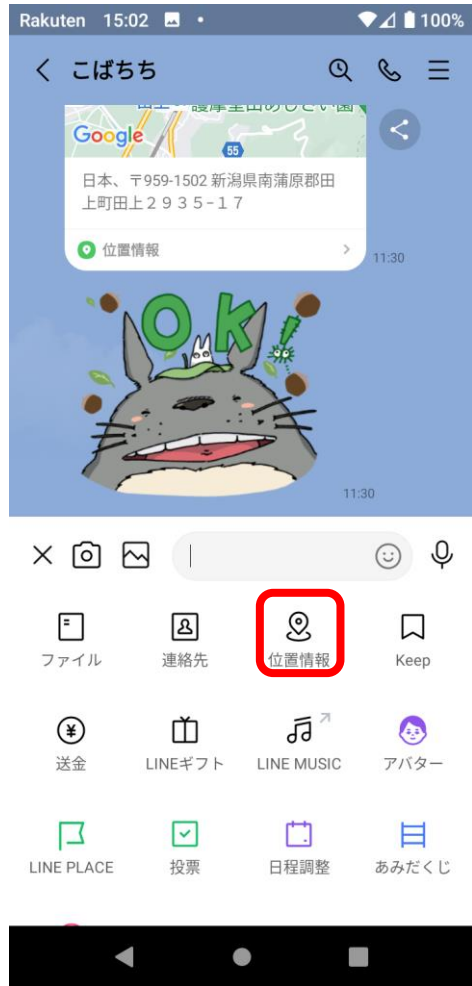 Rakuten 15:02 100%
こばちち
Google
55
日本、〒959-1502 新潟県南蒲原郡田
上町田上２９３５−１７
位置情報
11:30
OK!
11:30
ファイル
連絡先
位置情報
Keep
送金
LINEギフト
LINE MUSIC
アバター
LINE PLACE
投票
日程調整
あみだくじ